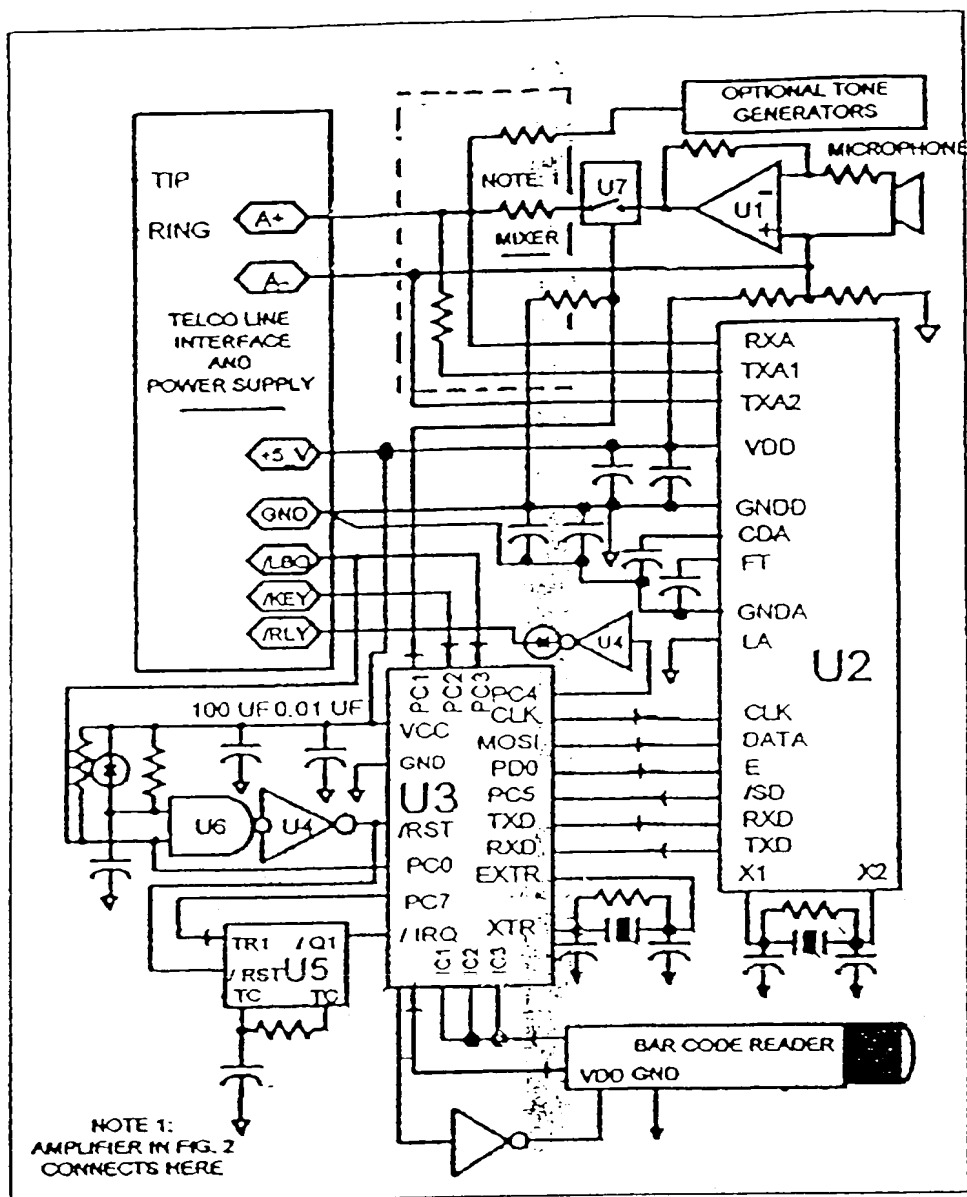 OPTIONAL TONE
GENERATORS
MICROPHONE
TIP
RING
A+
A-
NOTE 1
MIXER
U7
U1
TELCO LINE
INTERFACE
AND
POWER SUPPLY
+5 V
GND
/KEY
/RLY
RXA
TXA1
TXA2
VDD
GNDD
CDA
FT
GNDA
LA
U2
CLK
DATA
E
/SD
RXD
TXD
X1
X2
U4
100 UF 0.01 UF
PC1
PC2
PC3
PC4
VCC
CLK
MOSI
GND
PD0
U3
PC5
/RST
TXD
PC0
RXD
PC7
EXTR
/IRQ
XTR
IC1
IC2
IC3
U6
U4
TR1
/Q1
/RST
U5
TC
TC
BAR CODE READER
VDD GND
NOTE 1:
AMPLIFIER IN FIG. 2
CONNECTS HERE